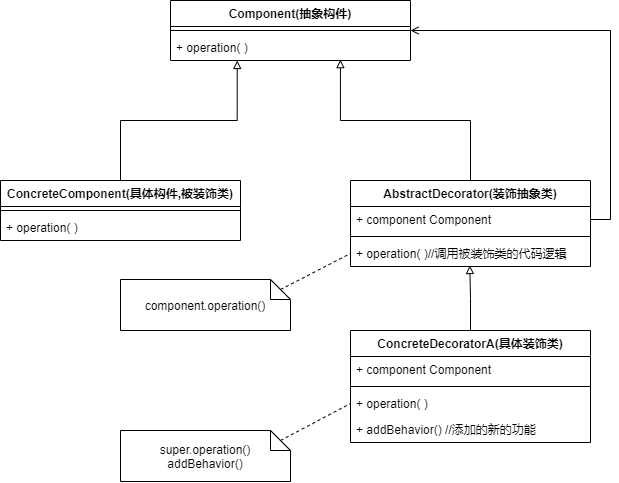 Component(抽象构件)
+ operation( )
ConcreteComponent(具体构件,被装饰类)
+ operation( )
AbstractDecorator(装饰抽象类)
+ component Component
+ operation( )//调用被装饰类的代码逻辑
component.operation()
ConcreteDecoratorA(具体装饰类)
+ component Component
+ operation( )
+ addBehavior() //添加的新的功能
super.operation()
addBehavior()